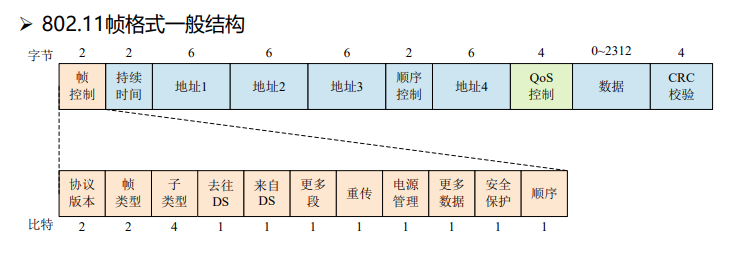 ➢ 802.11帧格式一般结构
字节 2 2 6 6 6 2 6 4 0~2312 4
帧控制 持续时间 地址1 地址2 地址3 顺序控制 地址4 QoS控制 数据 CRC校验
协议版本 帧类型 子类型 去往DS 来自DS 更多段 重传 电源管理 更多数据 安全保护 顺序
比特 2 2 4 1 1 1 1 1 1 1 1